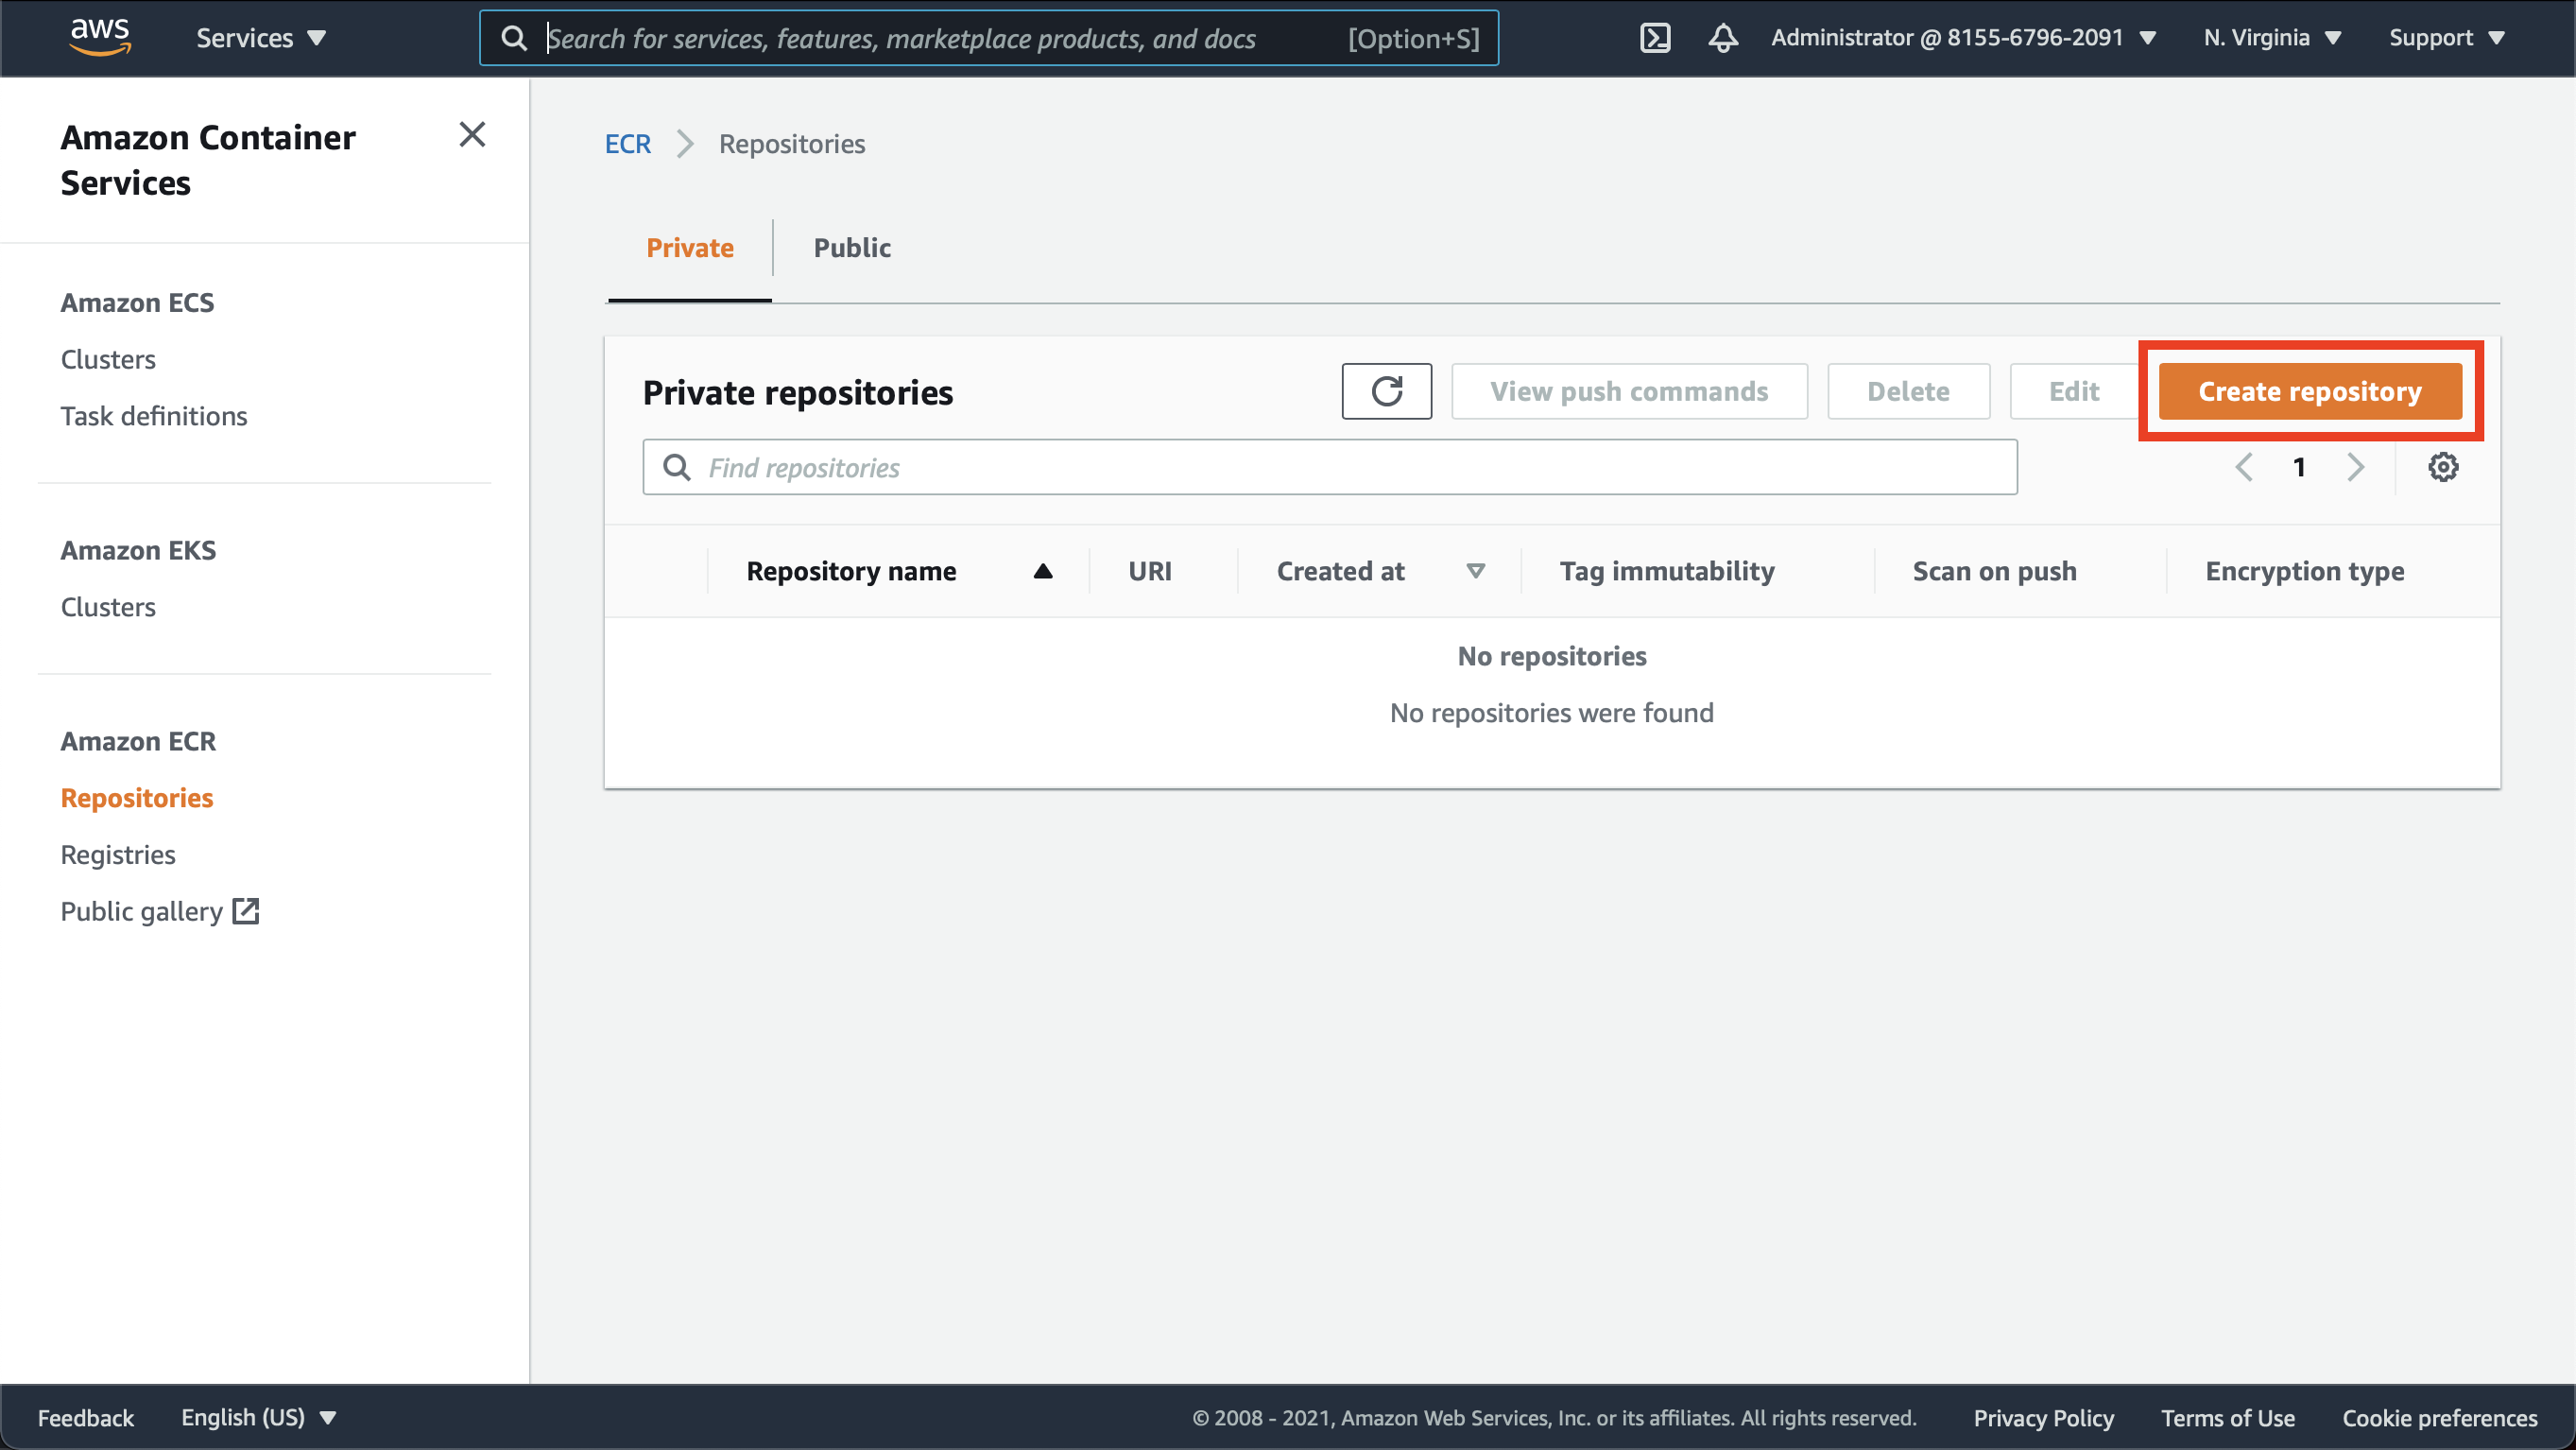 aws
Services
Search for services, features, marketplace products, and docs
[Option+S]
Administrator @ 8155-6796-2091
N. Virginia
Support
Amazon Container
Services
Amazon ECS
Clusters
Task definitions
Amazon EKS
Clusters
Amazon ECR
Repositories
Registries
Public gallery
ECR
Repositories
Private
Public
Private repositories
View push commands
Delete
Edit
Create repository
Find repositories
1
Repository name
URI
Created at
Tag immutability
Scan on push
Encryption type
No repositories
No repositories were found
Feedback
English (US)
© 2008 - 2021, Amazon Web Services, Inc. or its affiliates. All rights reserved.
Privacy Policy
Terms of Use
Cookie preferences